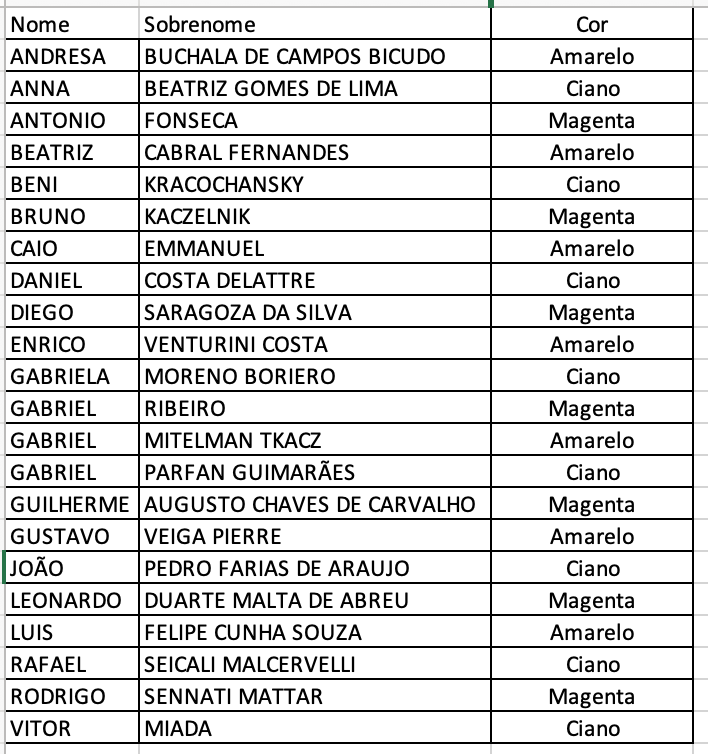 Nome Sobrenome Cor
ANDRESA BUCHALA DE CAMPOS BICUDO Amarelo
ANNA BEATRIZ GOMES DE LIMA Ciano
ANTONIO FONSECA Magenta
BEATRIZ CABRAL FERNANDES Amarelo
BENI KRACOCHANSKY Ciano
BRUNO KACZELNIK Magenta
CAIO EMMANUEL Amarelo
DANIEL COSTA DELATTRE Ciano
DIEGO SARAGOZA DA SILVA Magenta
ENRICO VENTURINI COSTA Amarelo
GABRIELA MORENO BORIERO Ciano
GABRIEL RIBEIRO Magenta
GABRIEL MITELMAN TKACZ Amarelo
GABRIEL PARFAN GUIMARÃES Ciano
GUILHERME AUGUSTO CHAVES DE CARVALHO Magenta
GUSTAVO VEIGA PIERRE Amarelo
JOÃO PEDRO FARIAS DE ARAUJO Ciano
LEONARDO DUARTE MALTA DE ABREU Magenta
LUIS FELIPE CUNHA SOUZA Amarelo
RAFAEL SEICALI MALCERVELLI Ciano
RODRIGO SENNATI MATTAR Magenta
VITOR MIADA Ciano